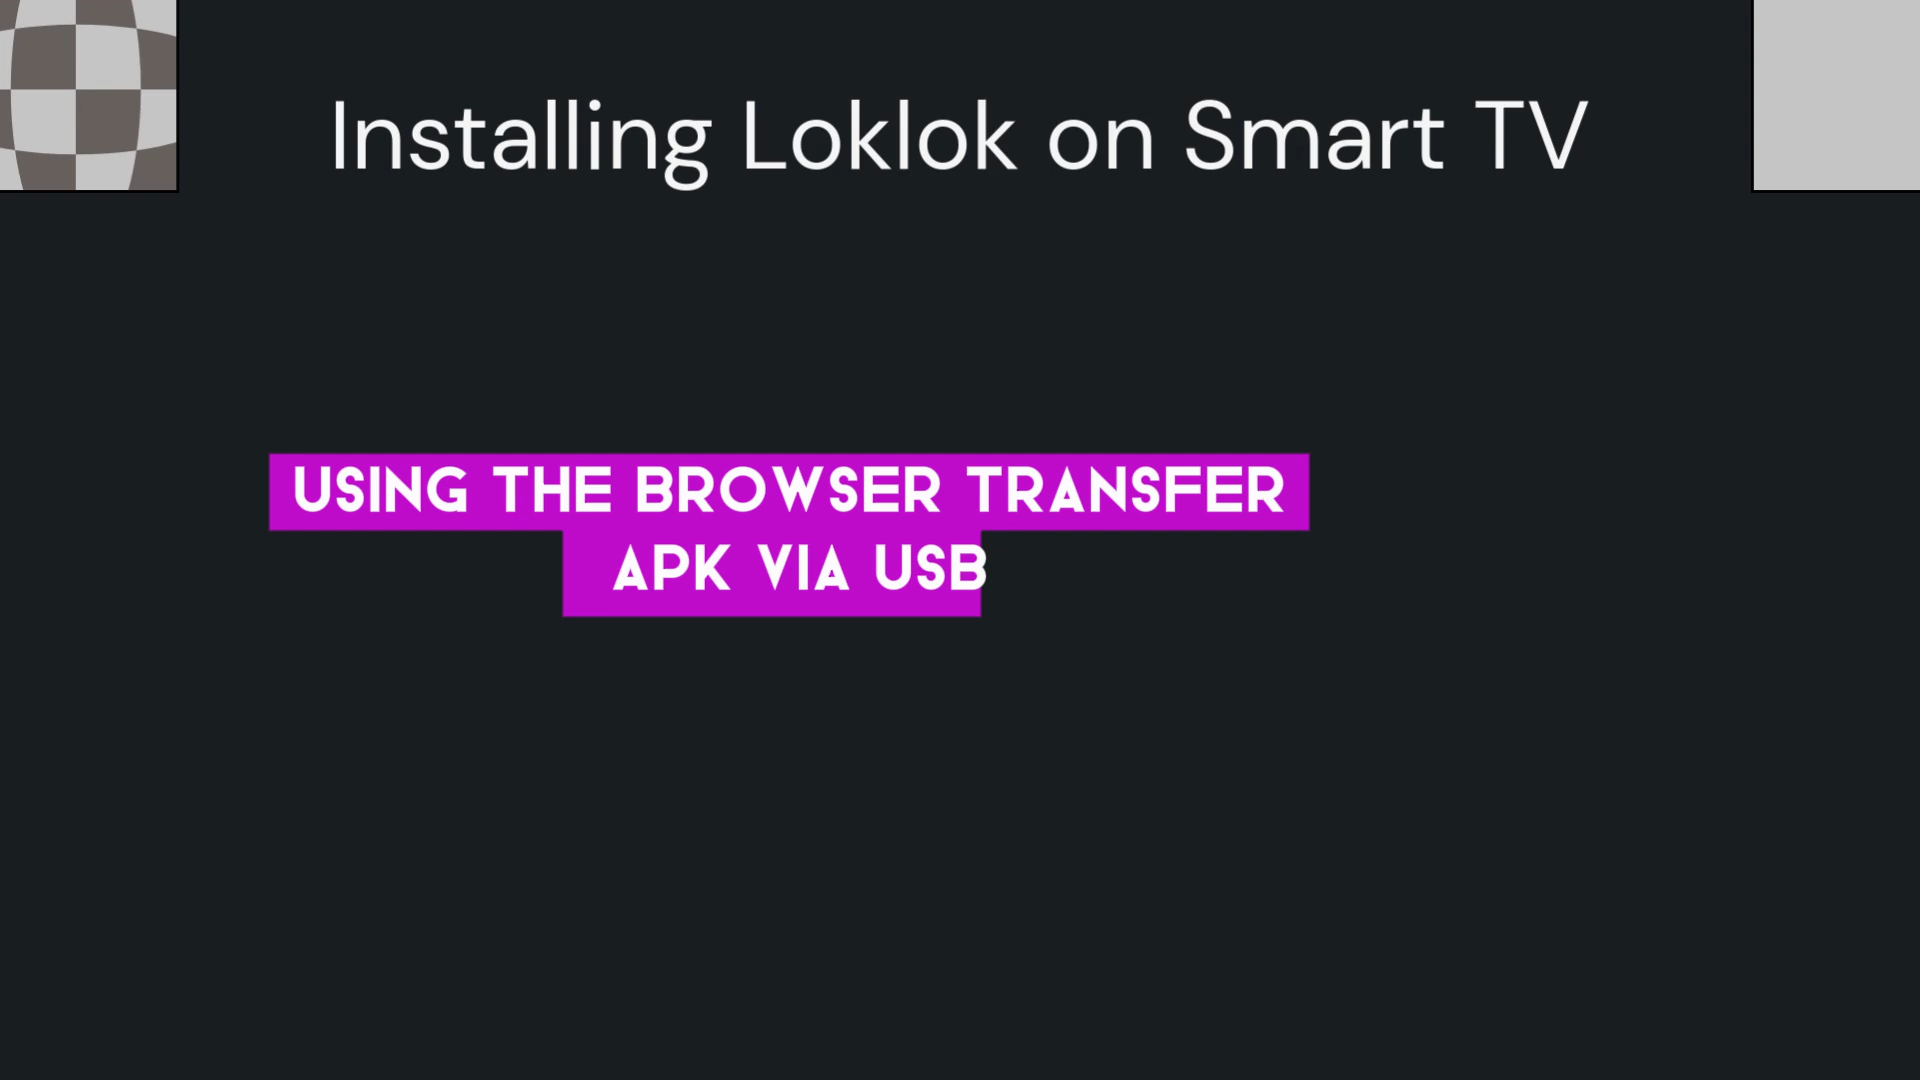 Installing Loklok on Smart TV
USING THE BROWSER TRANSFER
APK VIA USB